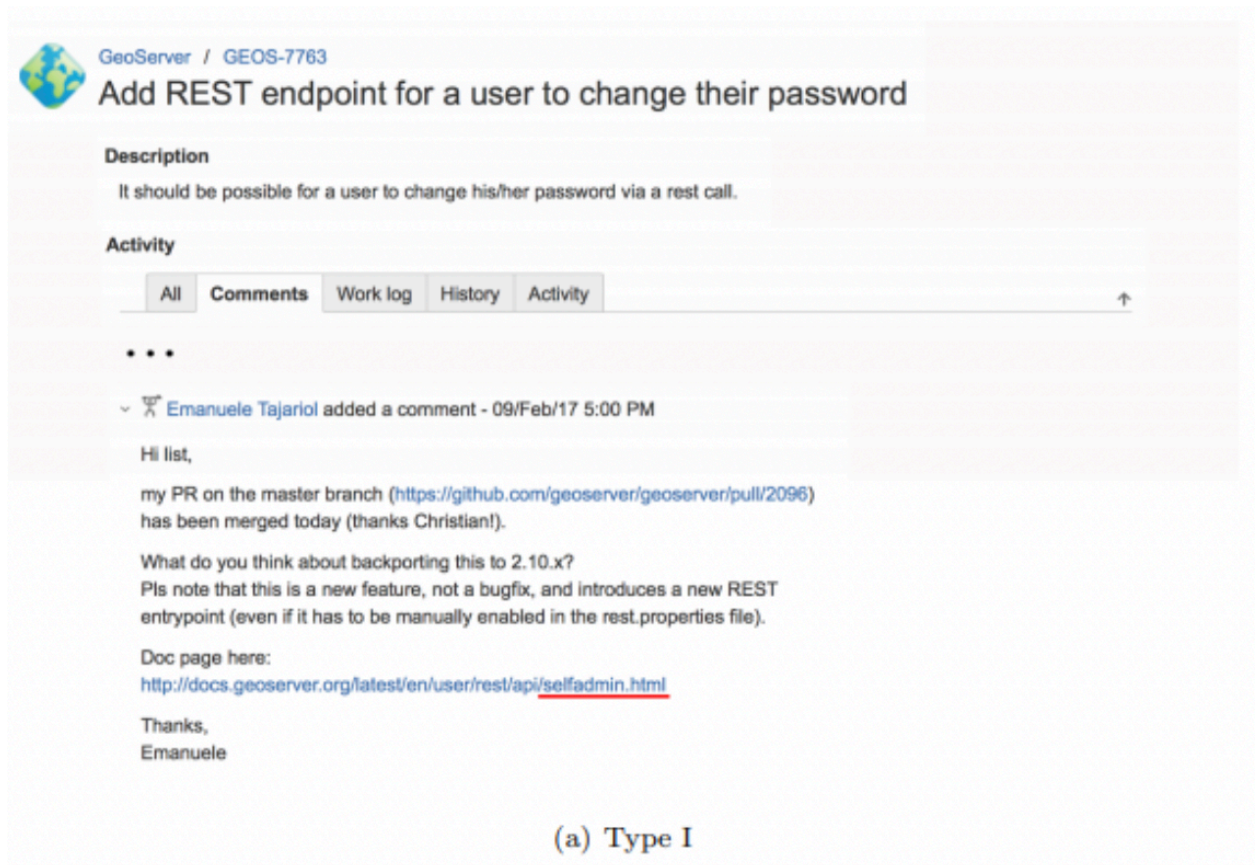 GeoServer / GEOS-7763
Add REST endpoint for a user to change their password
Description
It should be possible for a user to change his/her password via a rest call.
Activity
All Comments Work log History Activity
Emanuele Tajariol added a comment - 09/Feb/17 5:00 PM
Hi list,
my PR on the master branch (https://github.com/geoserver/geoserver/pull/2096)
has been merged today (thanks Christian!).
What do you think about backporting this to 2.10.x?
Pls note that this is a new feature, not a bugfix, and introduces a new REST
entrypoint (even if it has to be manually enabled in the rest.properties file).
Doc page here:
http://docs.geoserver.org/latest/en/user/rest/api/selfadmin.html
Thanks,
Emanuele
(a) Type I